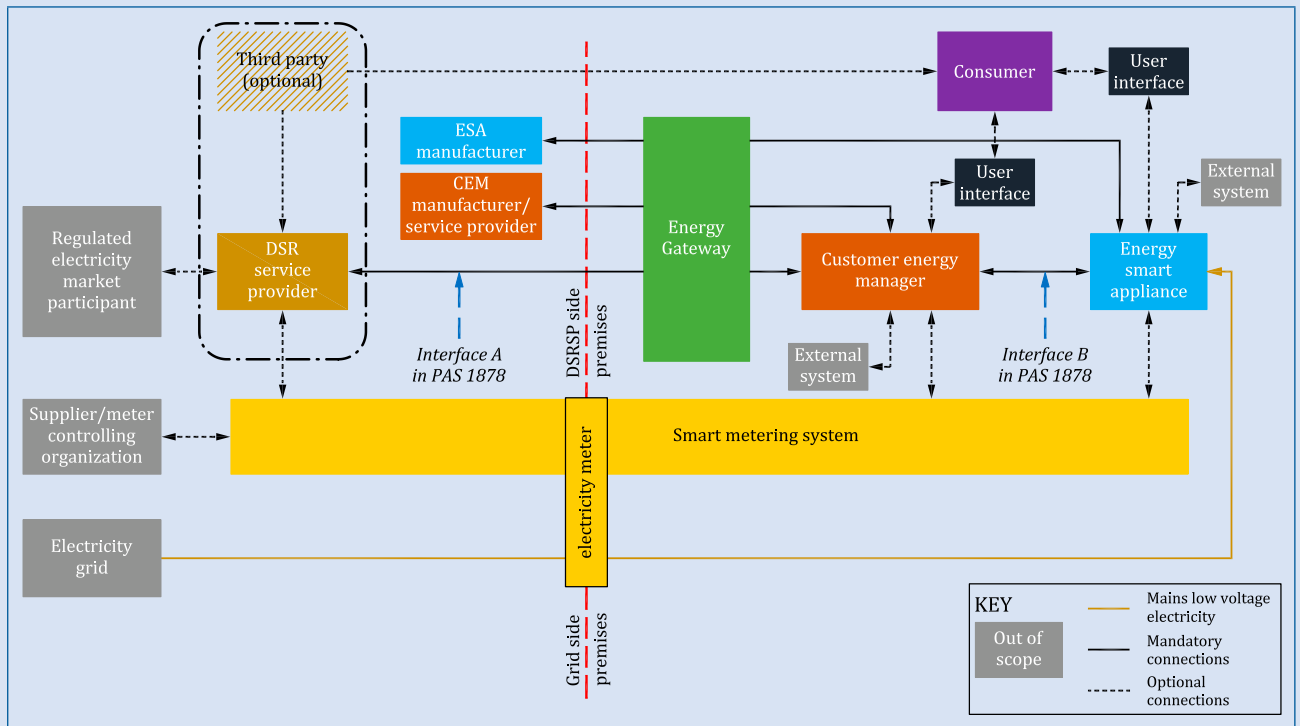 Third party
(optional)
Consumer
User
interface
ESA
manufacturer
CEM
manufacturer/
service provider
Energy
Gateway
User
interface
External
system
Regulated
electricity
market
participant
DSR
service
provider
Customer energy
manager
Energy
smart
appliance
Interface A
in PAS 1878
DSRSP side
premises
External
system
Interface B
in PAS 1878
Supplier/meter
controlling
organization
Smart metering system
electricity meter
Electricity
grid
Grid side
premises
KEY
Out of
scope
Mains low voltage
electricity
Mandatory
connections
Optional
connections